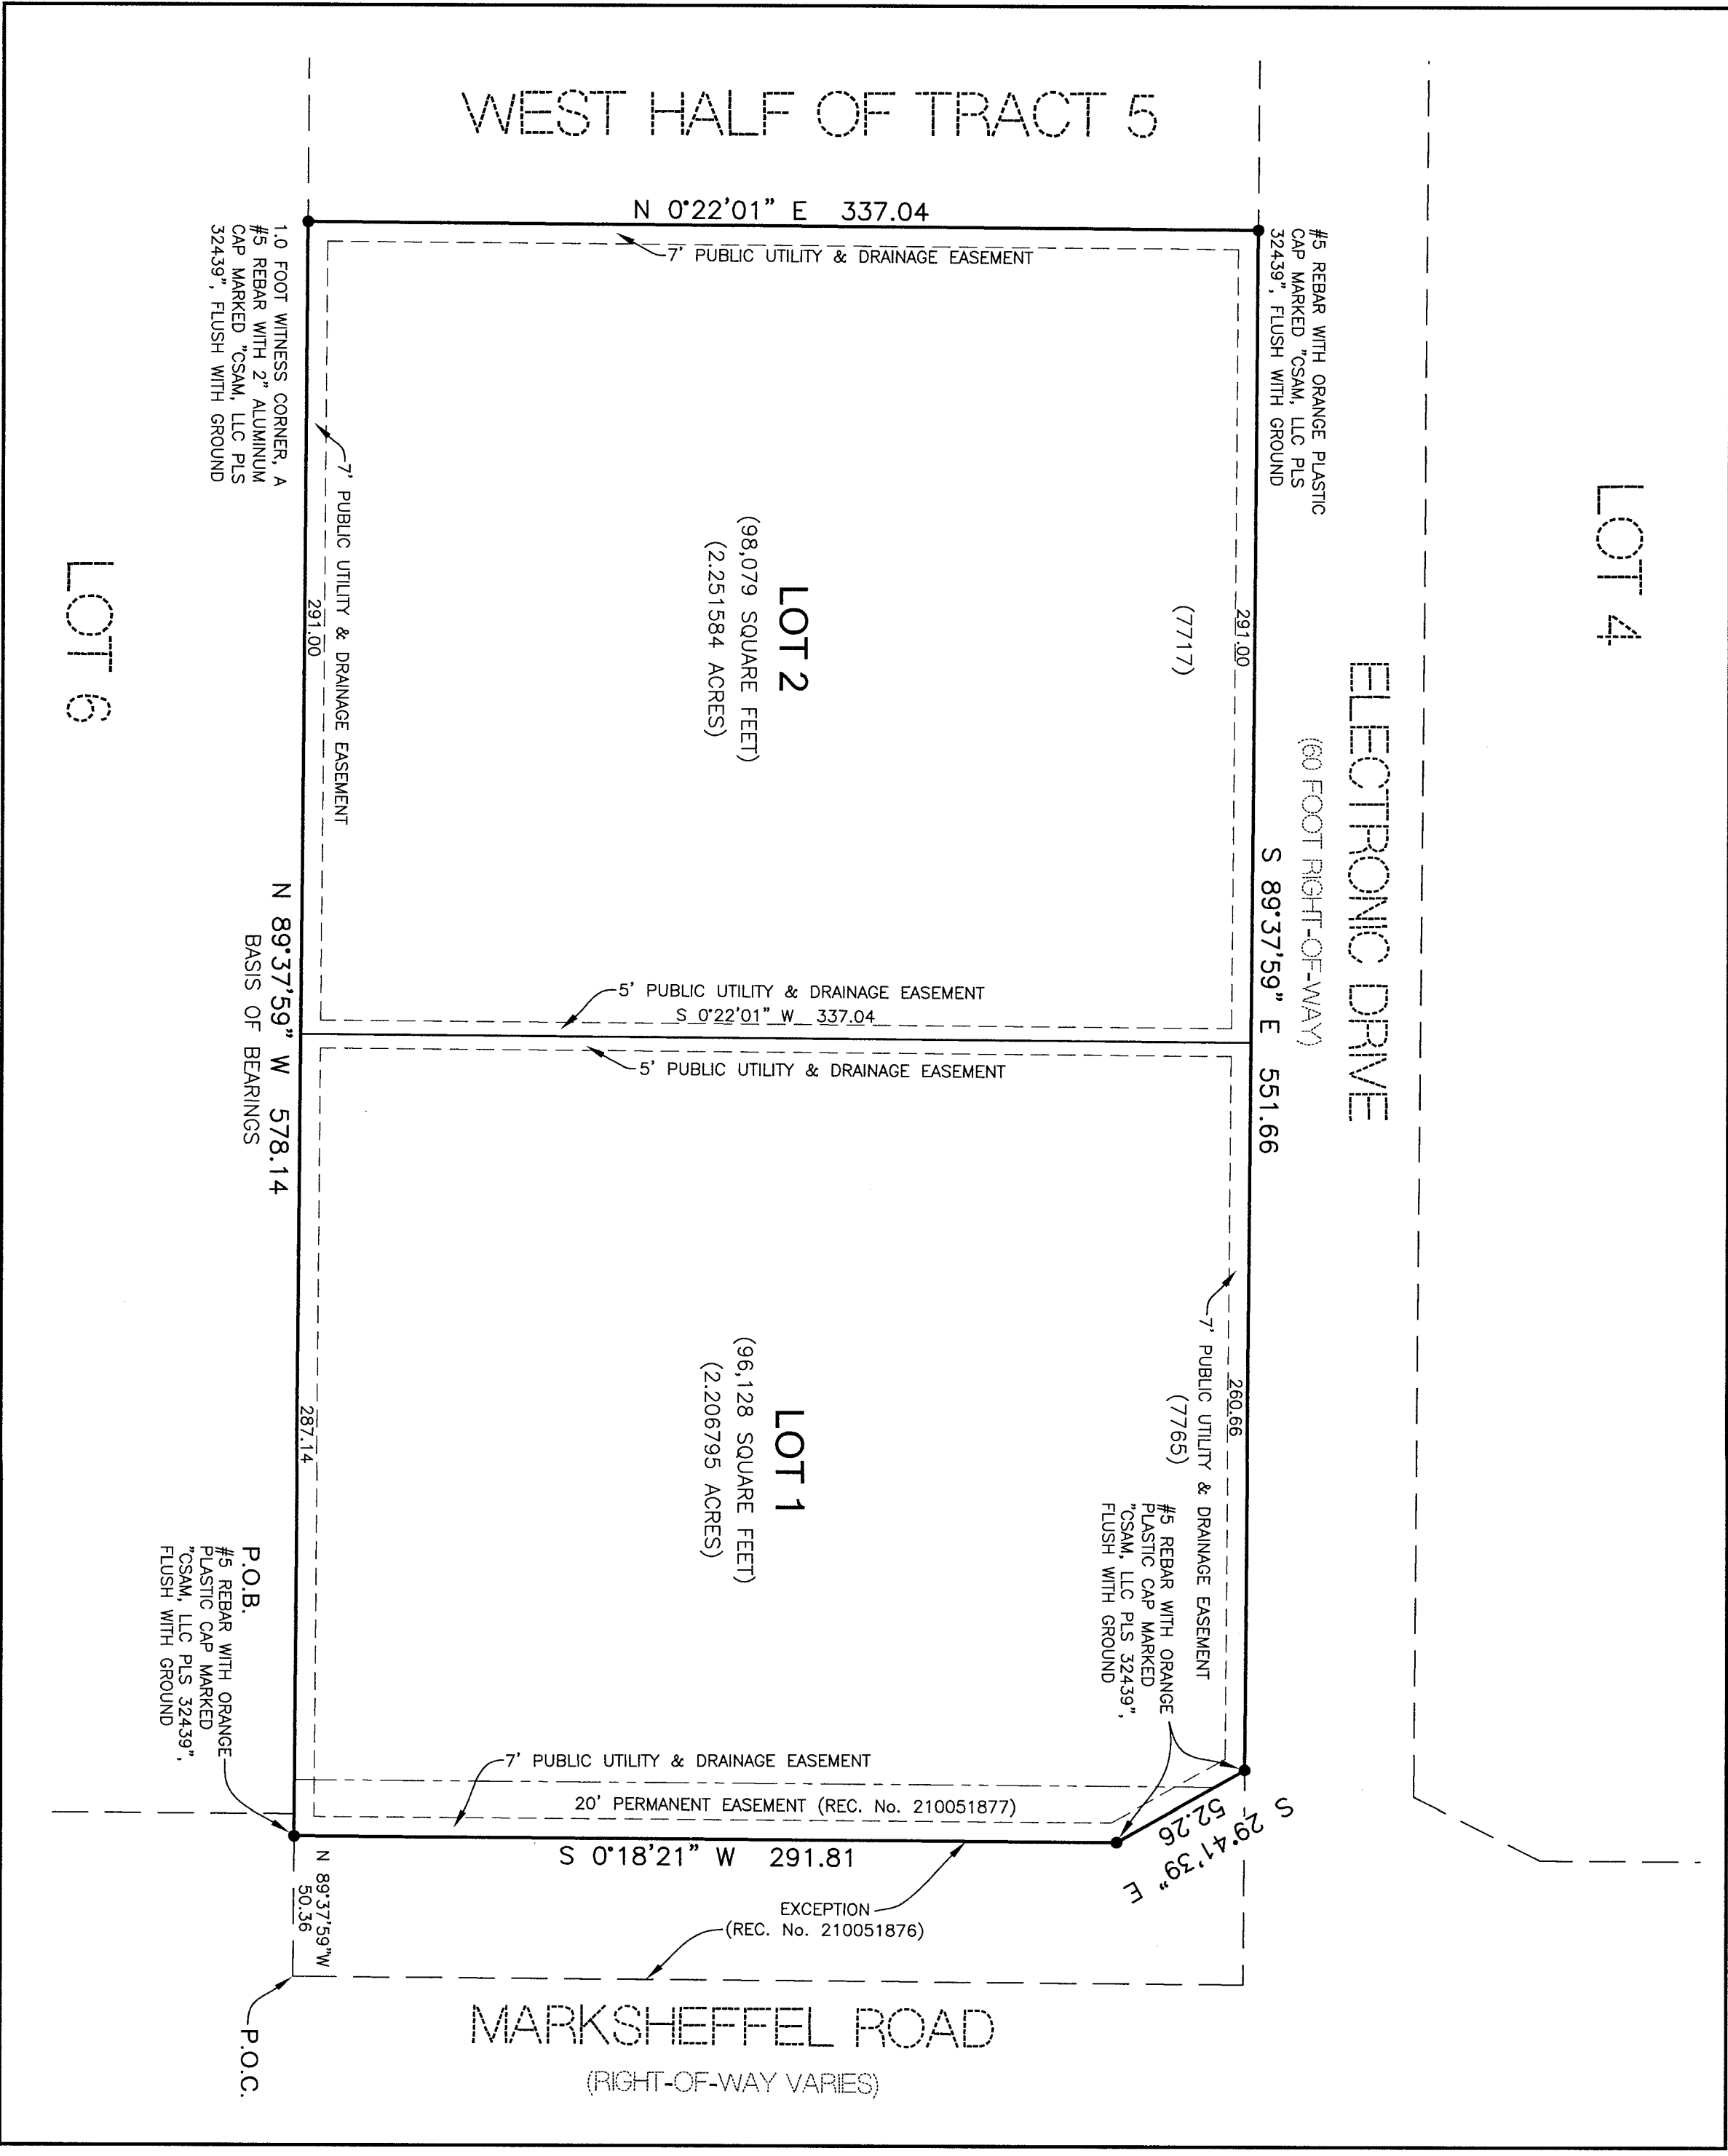 WEST HALF OF TRACT 5
N 0°22'01" E 337.04
7' PUBLIC UTILITY & DRAINAGE EASEMENT
#5 REBAR WITH ORANGE PLASTIC
CAP MARKED "CSAM, LLC PLS
32439", FLUSH WITH GROUND
1.0 FOOT WITNESS CORNER, A
#5 REBAR WITH 2" ALUMINUM
CAP MARKED "CSAM, LLC PLS
32439", FLUSH WITH GROUND
LOT 4
ELECTRONIC DRIVE
(60 FOOT RIGHT-OF-WAY)
S 89°37'59" E 551.66
291.00
(7717)
LOT 2
(98,079 SQUARE FEET)
(2.251584 ACRES)
7' PUBLIC UTILITY & DRAINAGE EASEMENT
291.00
LOT 6
N 89°37'59" W 578.14
BASIS OF BEARINGS
5' PUBLIC UTILITY & DRAINAGE EASEMENT
S 0°22'01" W 337.04
5' PUBLIC UTILITY & DRAINAGE EASEMENT
260.66
7' PUBLIC UTILITY & DRAINAGE EASEMENT
(7765)
#5 REBAR WITH ORANGE
PLASTIC CAP MARKED
"CSAM, LLC PLS 32439",
FLUSH WITH GROUND
LOT 1
(96,128 SQUARE FEET)
(2.206795 ACRES)
287.14
P.O.B.
#5 REBAR WITH ORANGE
PLASTIC CAP MARKED
"CSAM, LLC PLS 32439",
FLUSH WITH GROUND
7' PUBLIC UTILITY & DRAINAGE EASEMENT
20' PERMANENT EASEMENT (REC. No. 210051877)
S 29°41'39" E
52.26
S 0°18'21" W 291.81
N 89°37'59"W
50.36
EXCEPTION
(REC. No. 210051876)
MARKSHEFFEL ROAD
(RIGHT-OF-WAY VARIES)
P.O.C.